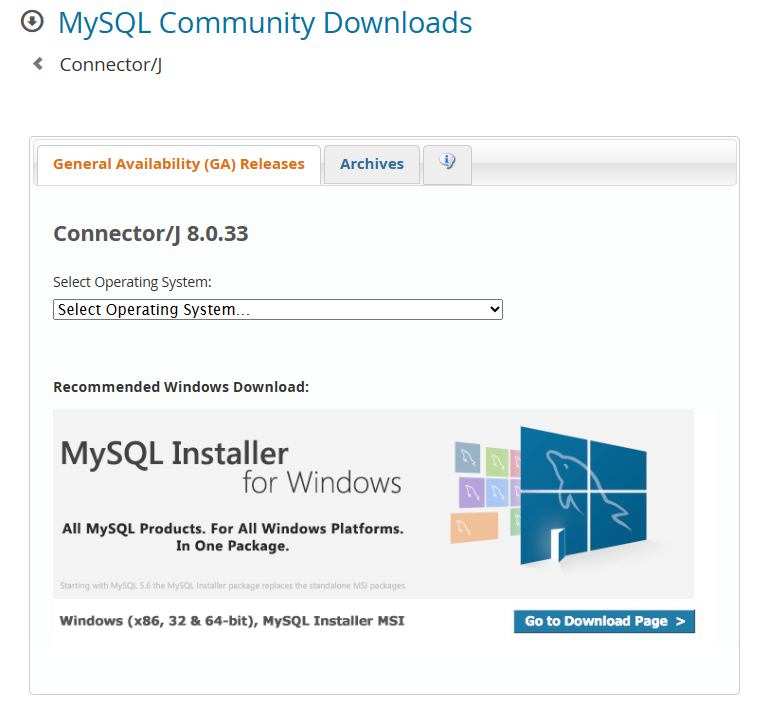 MySQL Community Downloads
Connector/J
General Availability (GA) Releases
Archives
i
Connector/J 8.0.33
Select Operating System:
Select Operating System...
Recommended Windows Download:
MySQL Installer
for Windows
All MySQL Products. For All Windows Platforms.
In One Package.
Starting with MySQL 5.6 the MySQL Installer package replaces the standalone MSI packages.
Windows (x86, 32 & 64-bit), MySQL Installer MSI
Go to Download Page >